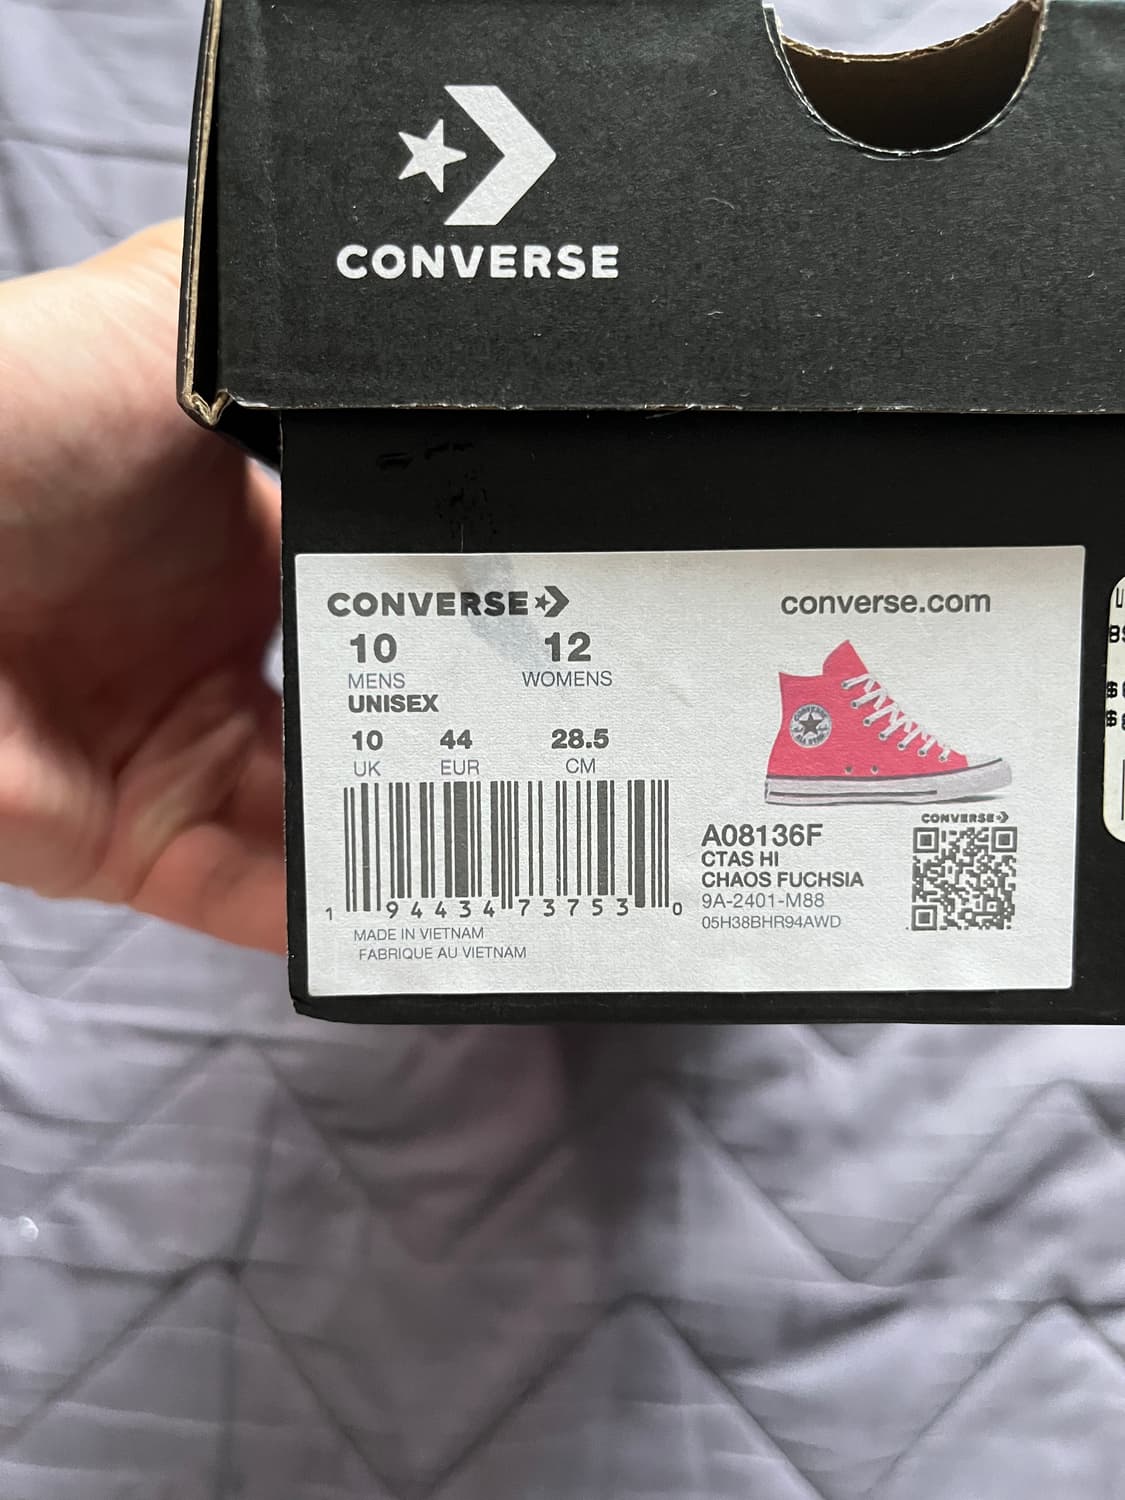 CONVERSE
CONVERSE
converse.com
10
12
MENS
WOMENS
UNISEX
10
44
28.5
UK
EUR
CM
1 94434 73753 0
MADE IN VIETNAM
FABRIQUE AU VIETNAM
A08136F
CTAS HI
CHAOS FUCHSIA
9A-2401-M88
05H38BHR94AWD
CONVERSE